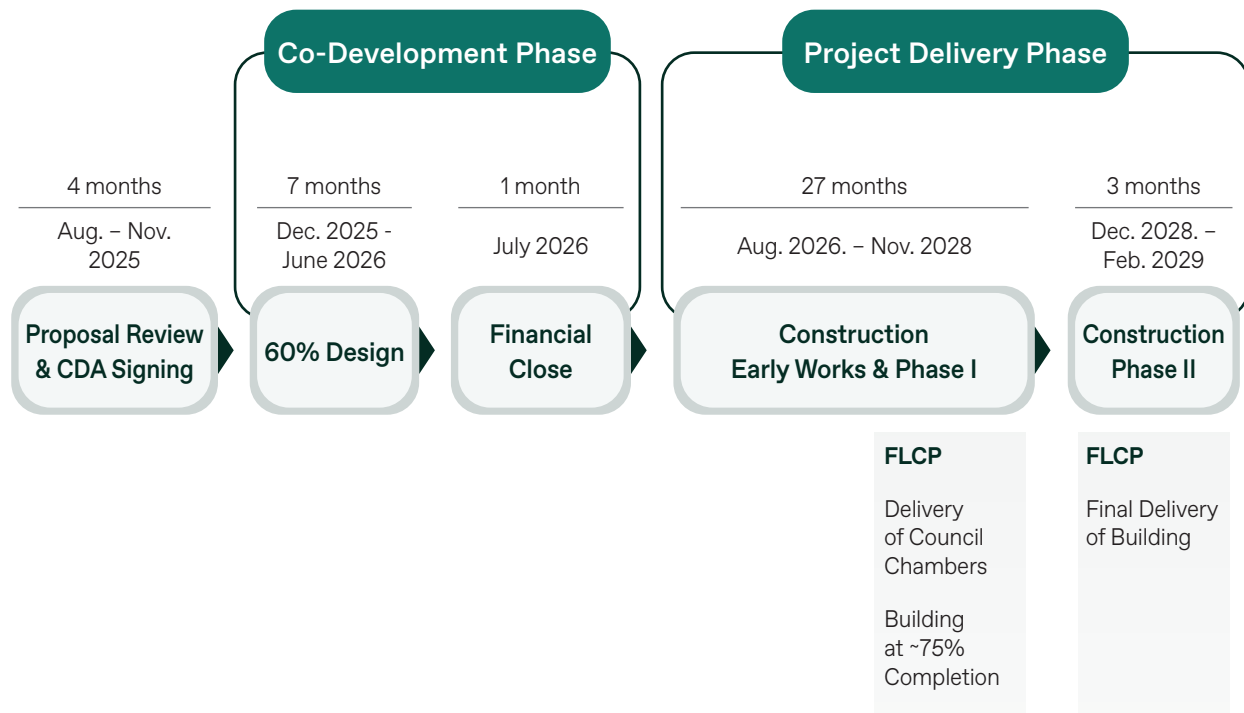 Co-Development Phase
Project Delivery Phase
4 months
Aug. – Nov.
2025
7 months
Dec. 2025 -
June 2026
1 month
July 2026
27 months
Aug. 2026. – Nov. 2028
3 months
Dec. 2028. –
Feb. 2029
Proposal Review
& CDA Signing
60% Design
Financial
Close
Construction
Early Works & Phase I
Construction
Phase II
FLCP
Delivery
of Council
Chambers
Building
at ~75%
Completion
FLCP
Final Delivery
of Building